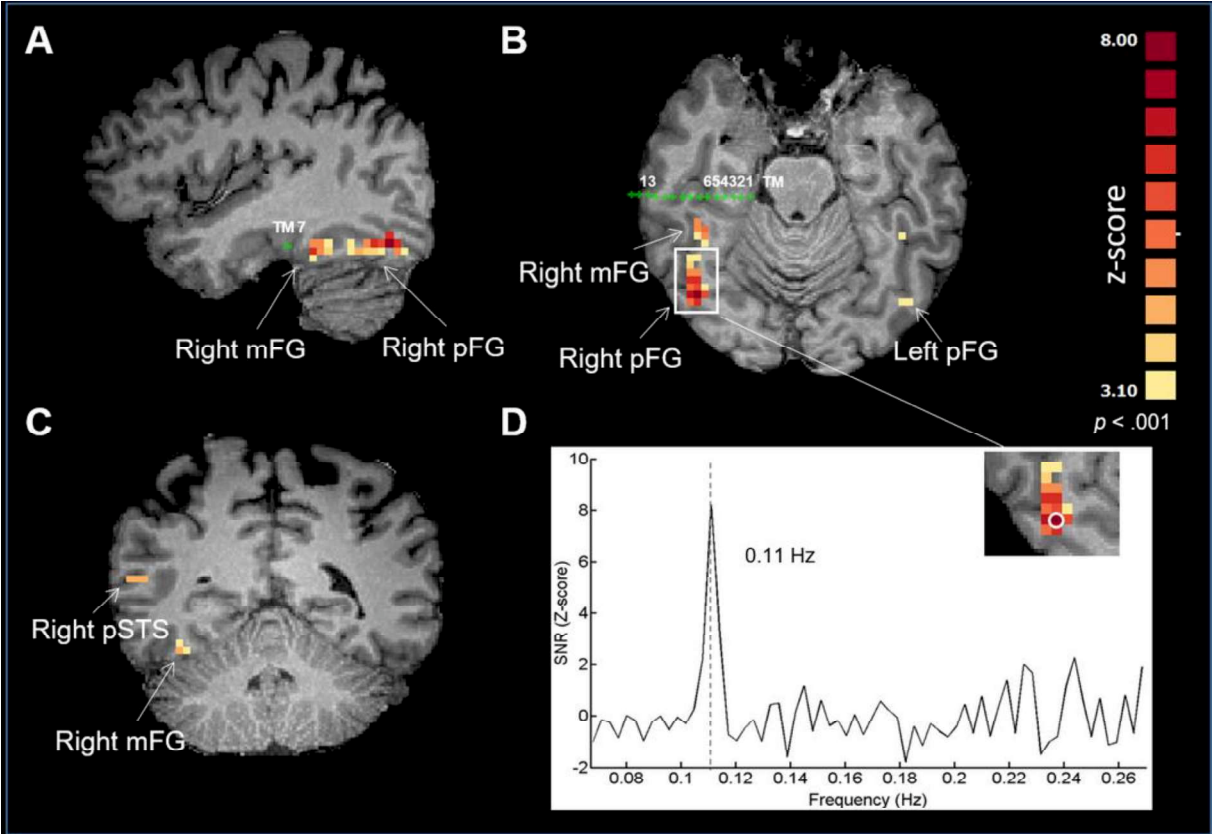 A
TM 7
Right mFG
Right pFG
B
13
654321
TM
Right mFG
Right pFG
Left pFG
8.00
z-score
3.10
p < .001
C
Right pSTS
Right mFG
D
10
8
6
4
2
0
-2
SNR (Z-score)
0.11 Hz
0.08 0.1 0.12 0.14 0.16 0.18 0.2 0.22 0.24 0.26
Frequency (Hz)